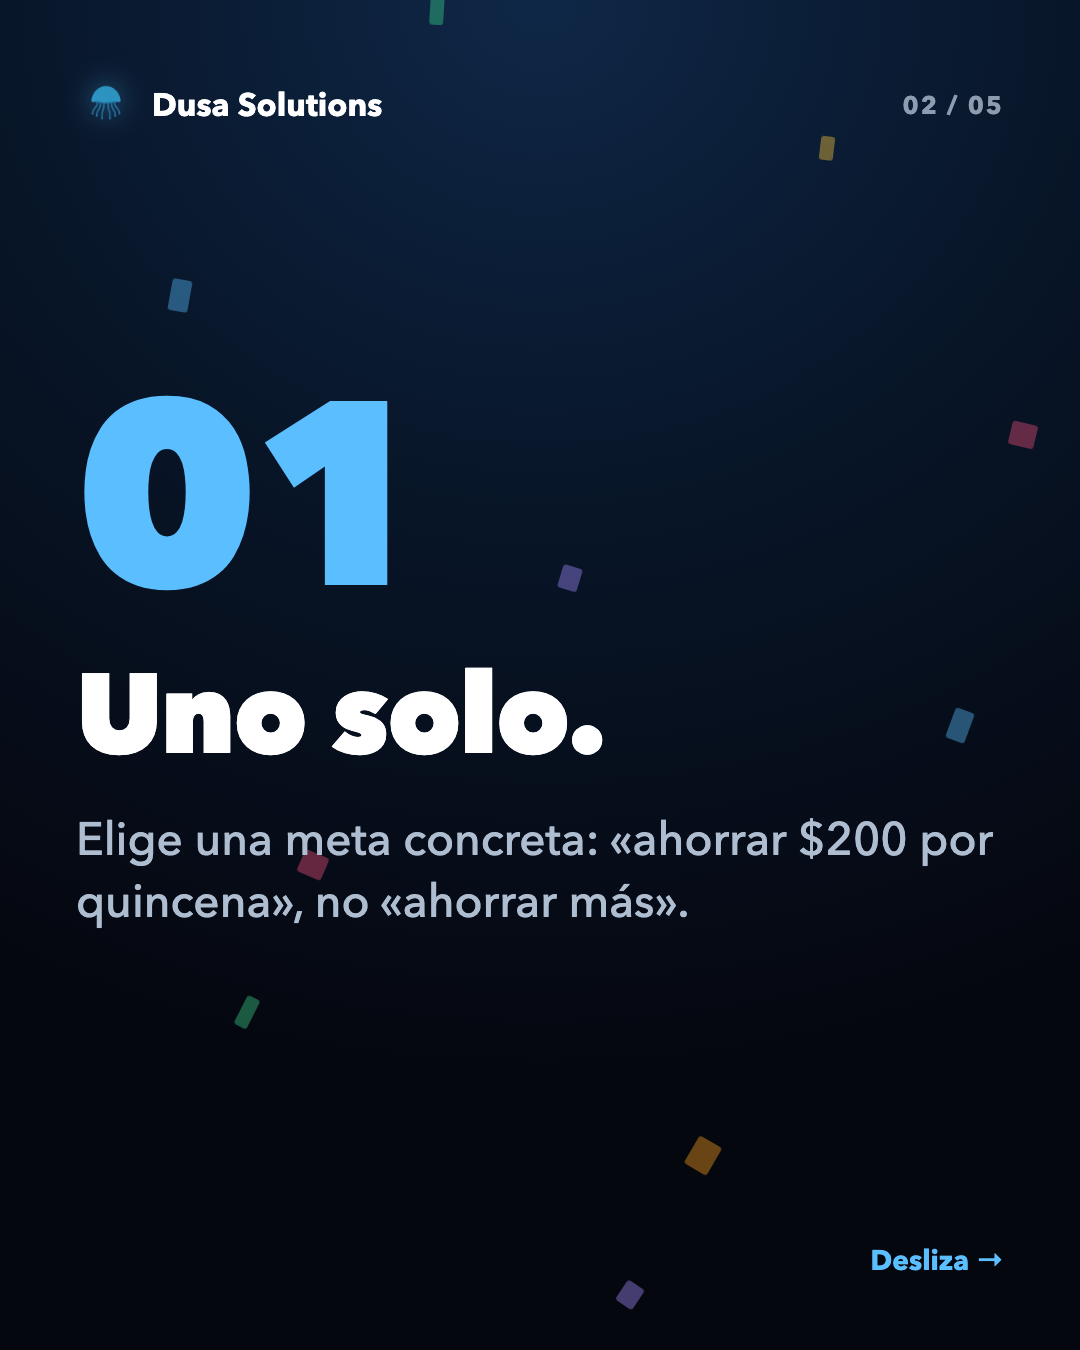 Dusa Solutions
02 / 05
01
Uno solo.
Elige una meta concreta: «ahorrar $200 por
quincena», no «ahorrar más».
Desliza →